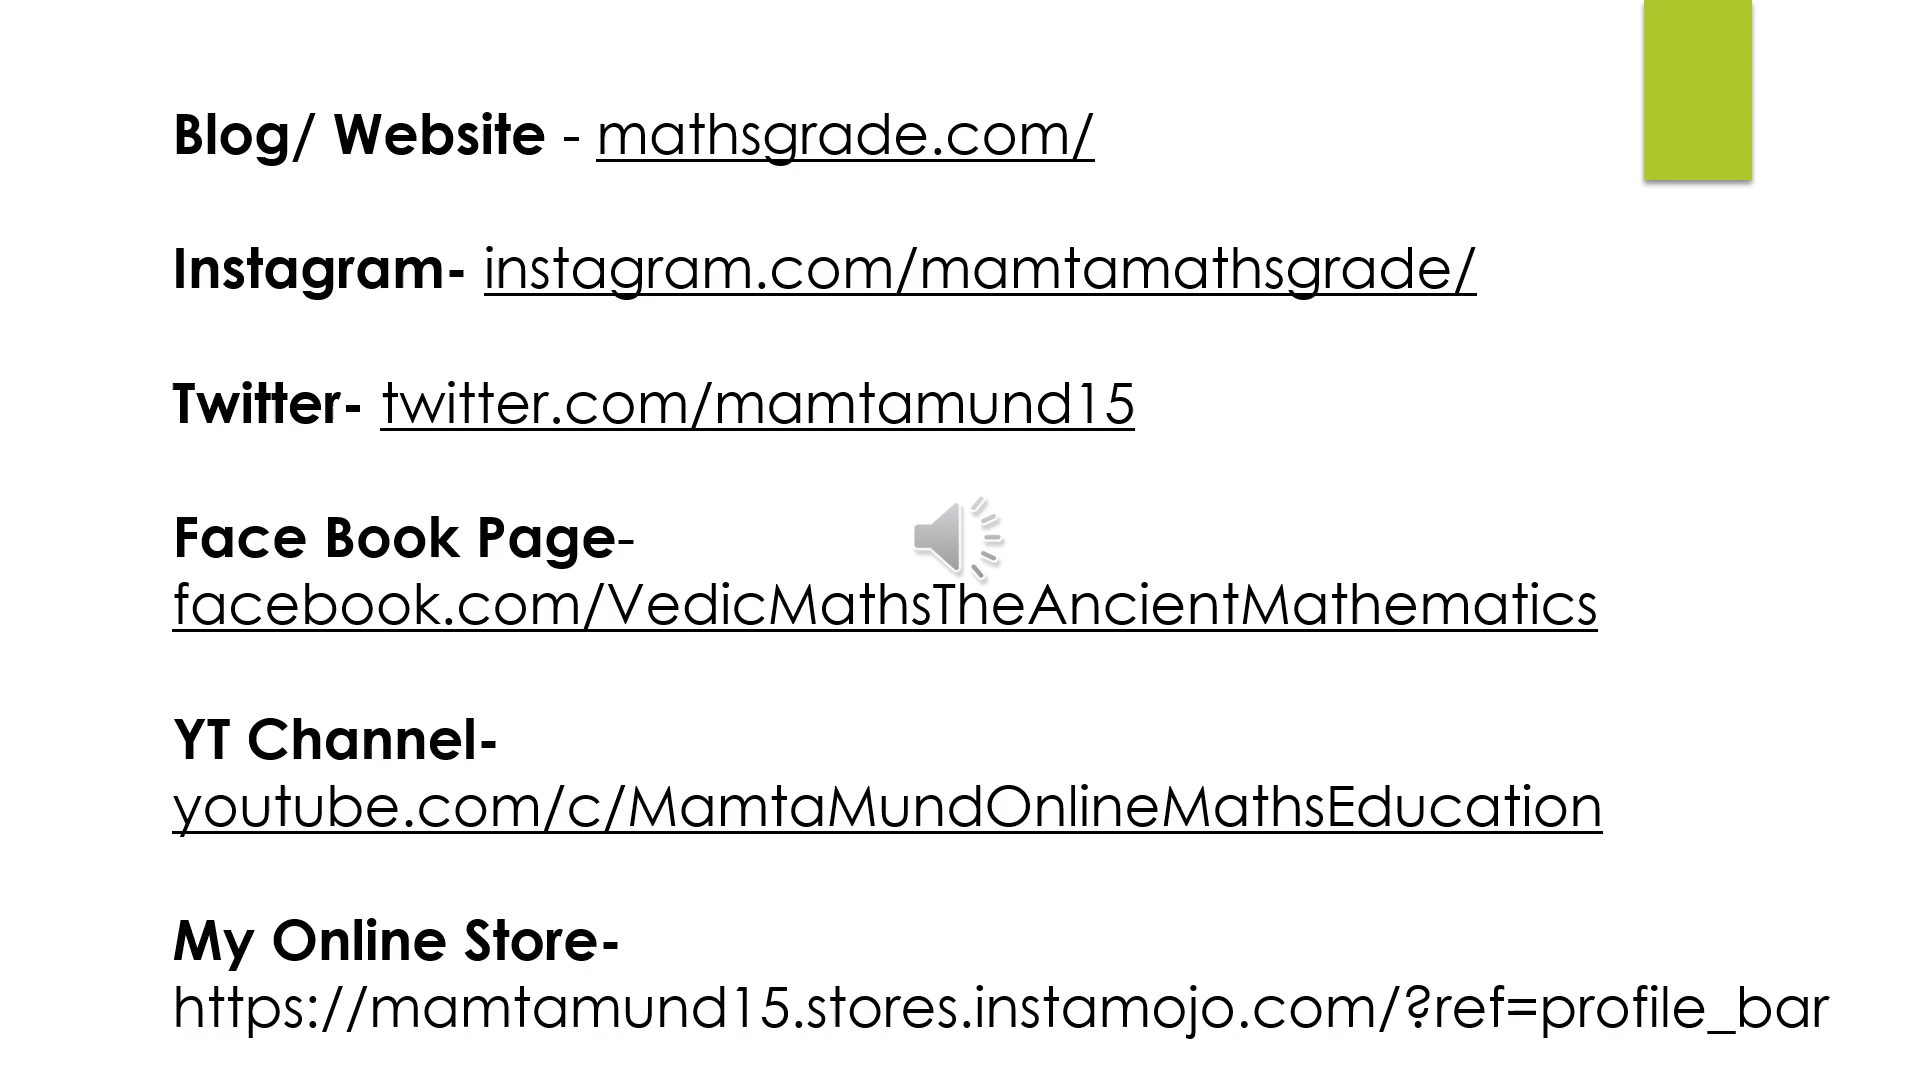 Blog/ Website - mathsgrade.com/
Instagram- instagram.com/mamtamathsgrade/
Twitter- twitter.com/mamtamund15
Face Book Page-
facebook.com/VedicMathsTheAncientMathematics
YT Channel-
youtube.com/c/MamtaMundOnlineMathsEducation
My Online Store-
https://mamtamund15.stores.instamojo.com/?ref=profile_bar